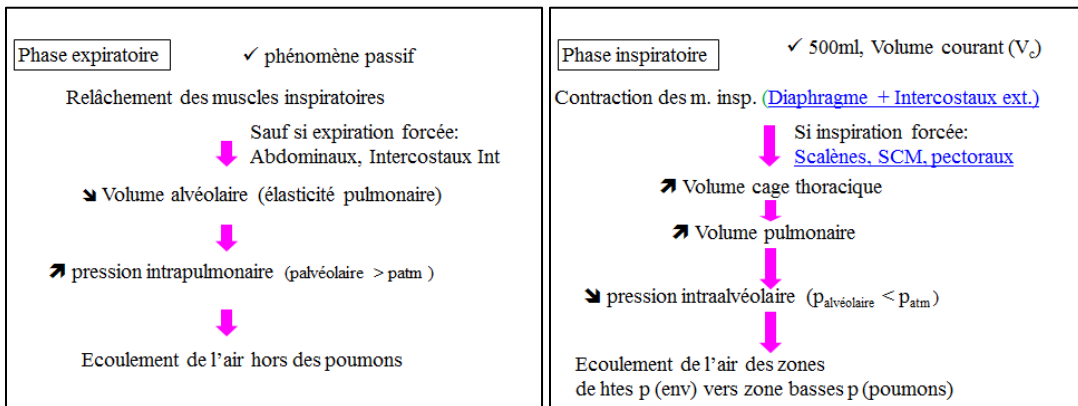 Phase expiratoire
✓ phénomène passif
Relâchement des muscles inspiratoires
Sauf si expiration forcée:
Abdominaux, Intercostaux Int
↘ Volume alvéolaire (élasticité pulmonaire)
↗ pression intrapulmonaire (palvéolaire > patm )
Ecoulement de l’air hors des poumons
Phase inspiratoire
✓ 500ml, Volume courant (Vc)
Contraction des m. insp. (Diaphragme + Intercostaux ext.)
Si inspiration forcée:
Scalènes, SCM, pectoraux
↗ Volume cage thoracique
↗ Volume pulmonaire
↘ pression intraalvéolaire (palvéolaire < patm)
Ecoulement de l’air des zones
de htes p (env) vers zone basses p (poumons)